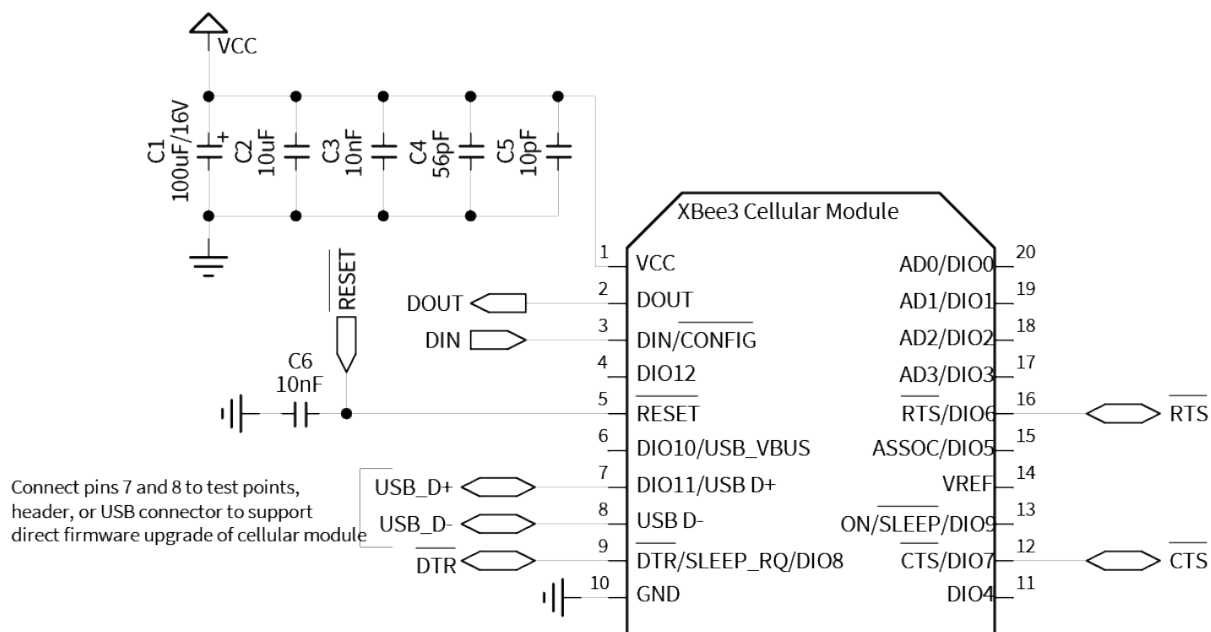 VCC
C1
100uF/16V
+
C2
10uF
C3
10nF
C4
56pF
C5
10pF
XBee3 Cellular Module
RESET
C6
10nF
DOUT
DIN
USB_D+
USB_D-
DTR
Connect pins 7 and 8 to test points,
header, or USB connector to support
direct firmware upgrade of cellular module
1 VCC
2 DOUT
3 DIN/CONFIG
4 DIO12
5 RESET
6 DIO10/USB_VBUS
7 DIO11/USB D+
8 USB D-
9 DTR/SLEEP_RQ/DIO8
10 GND
AD0/DIO0 20
AD1/DIO1 19
AD2/DIO2 18
AD3/DIO3 17
RTS/DIO6 16 RTS
ASSOC/DIO5 15
VREF 14
ON/SLEEP/DIO9 13
CTS/DIO7 12 CTS
DIO4 11